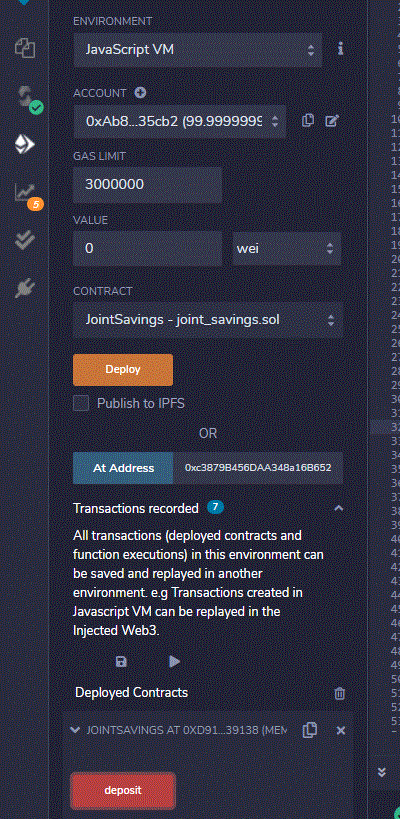 ENVIRONMENT
JavaScript VM
ACCOUNT
0xAb8...35cb2 (99.9999999
GAS LIMIT
3000000
VALUE
0 wei
CONTRACT
JointSavings - joint_savings.sol
Deploy
Publish to IPFS
OR
At Address 0xc3879B456DAA348a16B652
Transactions recorded 7
All transactions (deployed contracts and
function executions) in this environment can
be saved and replayed in another
environment. e.g Transactions created in
Javascript VM can be replayed in the
Injected Web3.
Deployed Contracts
JOINTSAVINGS AT 0XD91...39138 (MEM
deposit
5